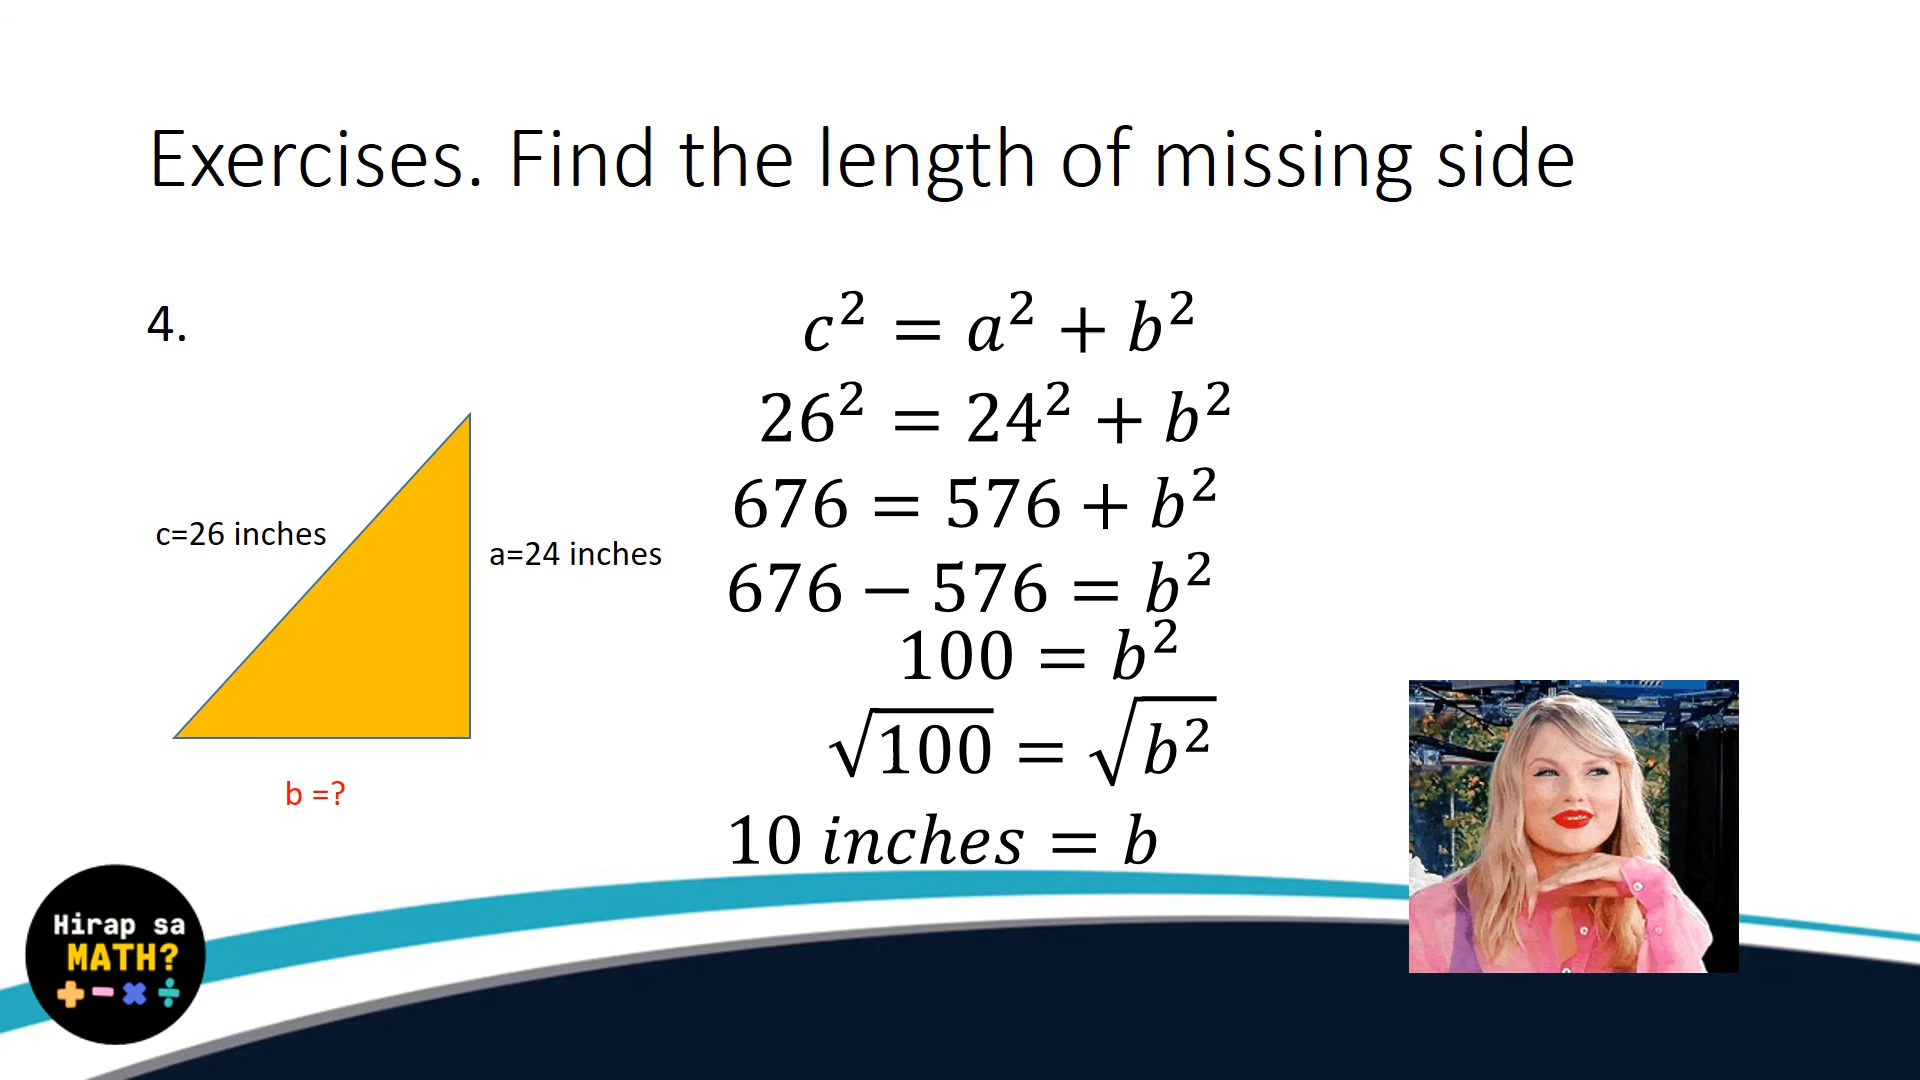 Exercises. Find the length of missing side
4.
c² = a² + b²
26² = 24² + b²
676 = 576 + b²
676 − 576 = b²
100 = b²
√100 = √b²
10 inches = b
c=26 inches
a=24 inches
b =?
Hirap sa
MATH?
+ − × ÷